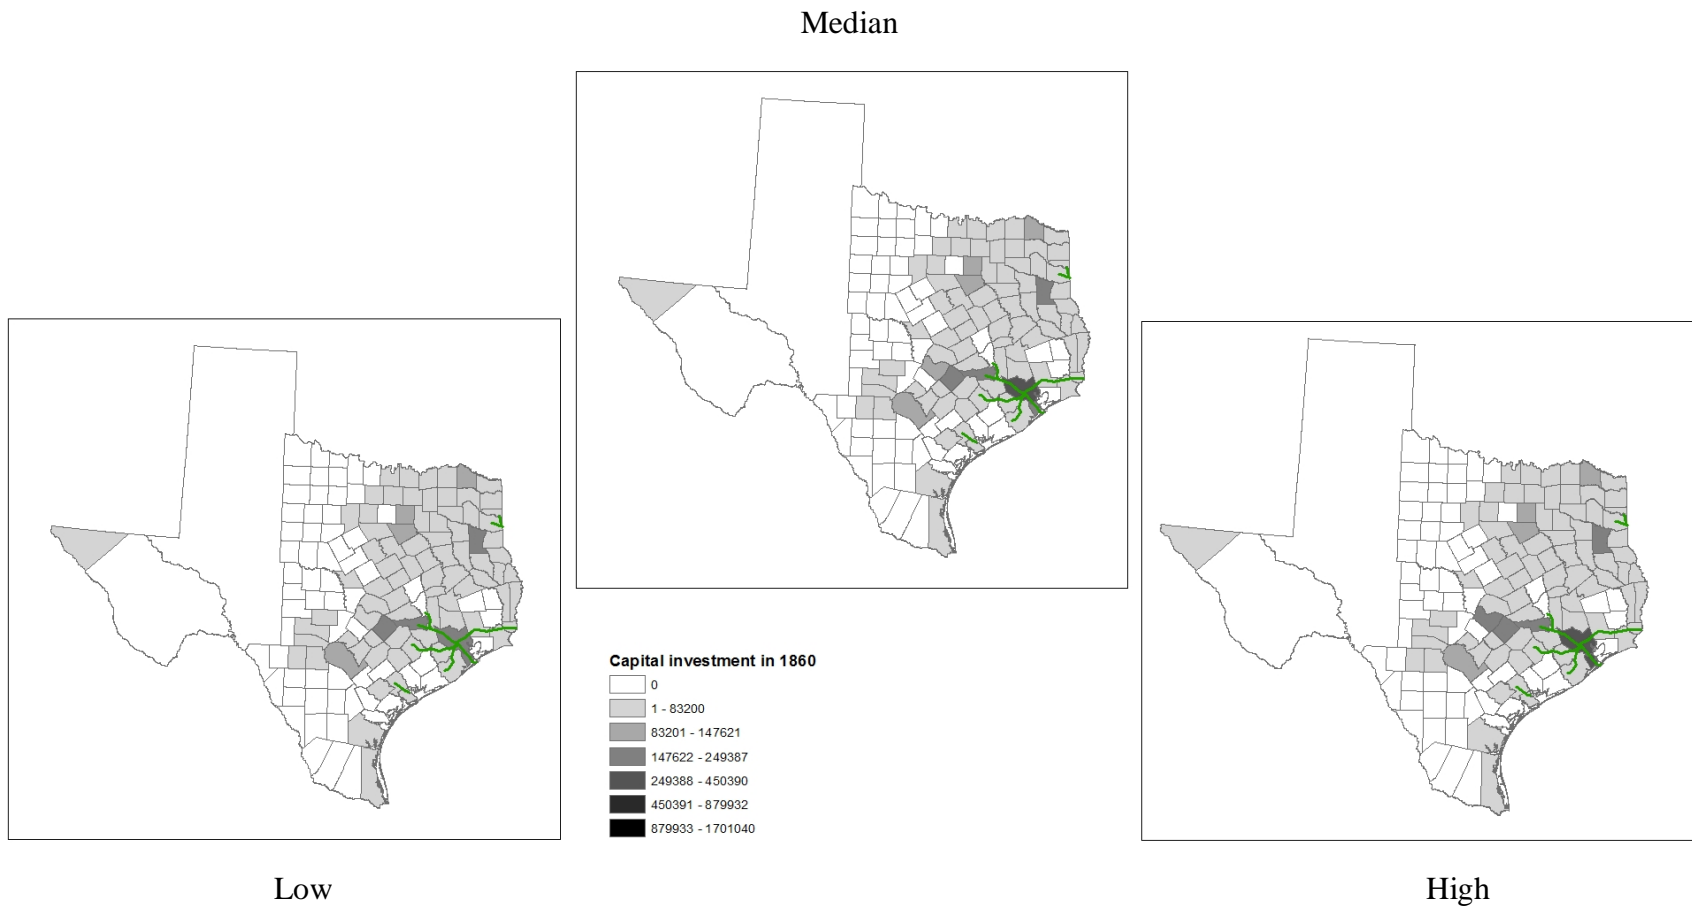 Median
Capital investment in 1860
0
1 - 83200
83201 - 147621
147622 - 249387
249388 - 450390
450391 - 879932
879933 - 1701040
Low
High